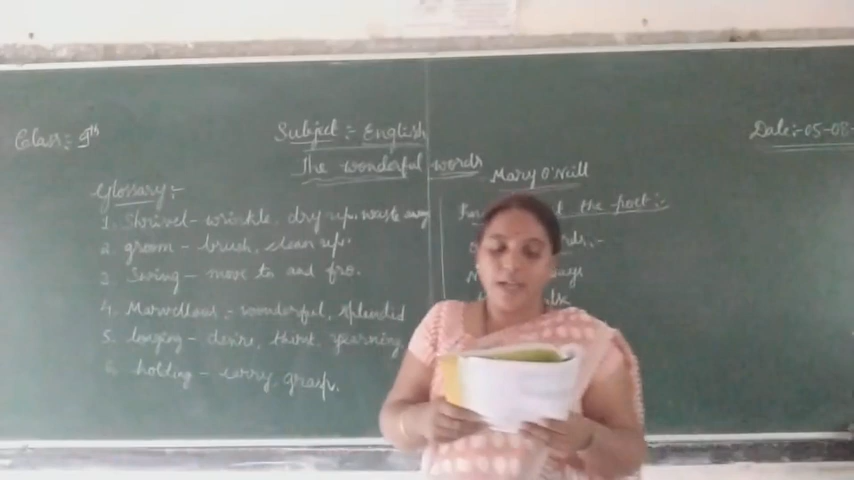 Class:- 9th
Subject:- English
Date:- 05-08-
The wonderful words
Mary O'Neill
Glossary:-
1. Shrivel - wrinkle, dry up, waste away
2. groom - brush, clean up.
3. Swing - move to and fro.
4. Marvellous - wonderful, splendid
5. longing - desire, thirst, yearning
6. holding - carry, grasp.
the poet:-